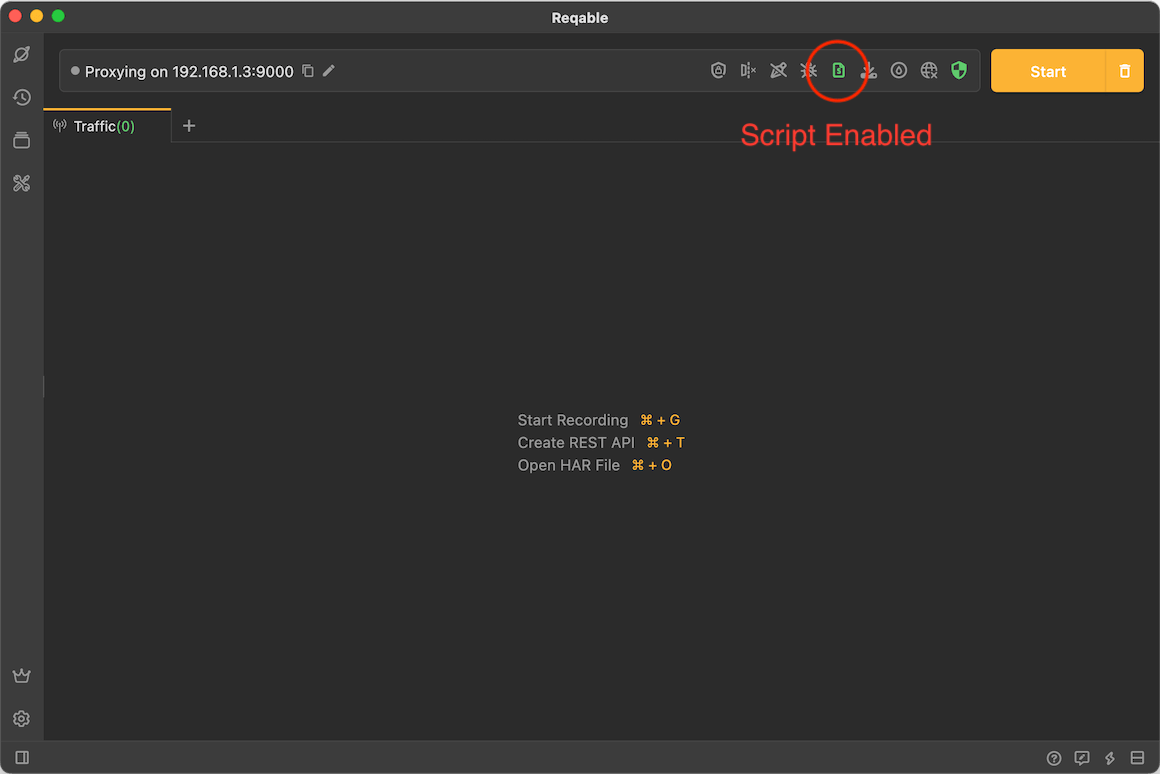 Reqable
Proxying on 192.168.1.3:9000
Start
Traffic(0)
Script Enabled
Start Recording ⌘ + G
Create REST API ⌘ + T
Open HAR File ⌘ + O